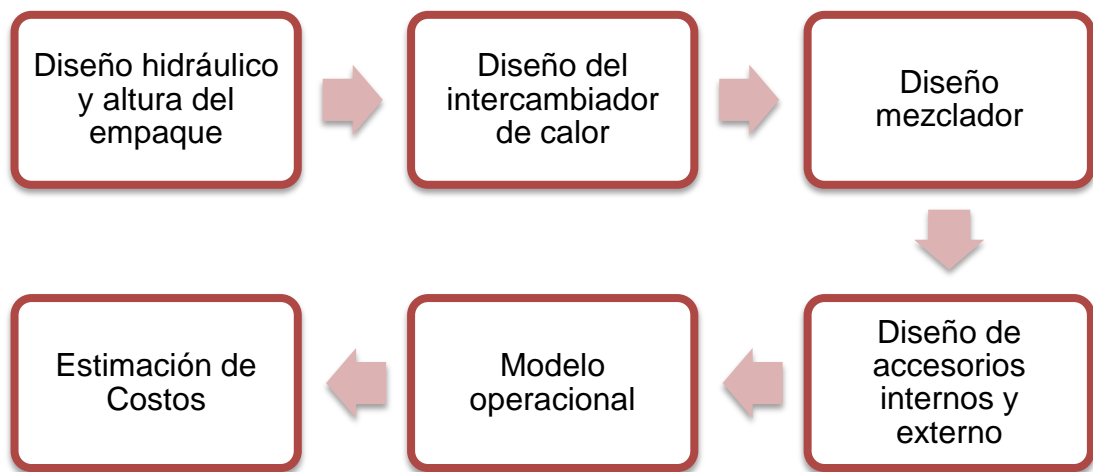 Diseño hidráulico
y altura del
empaque
Diseño del
intercambiador
de calor
Diseño
mezclador
Diseño de
accesorios
internos y
externo
Modelo
operacional
Estimación de
Costos